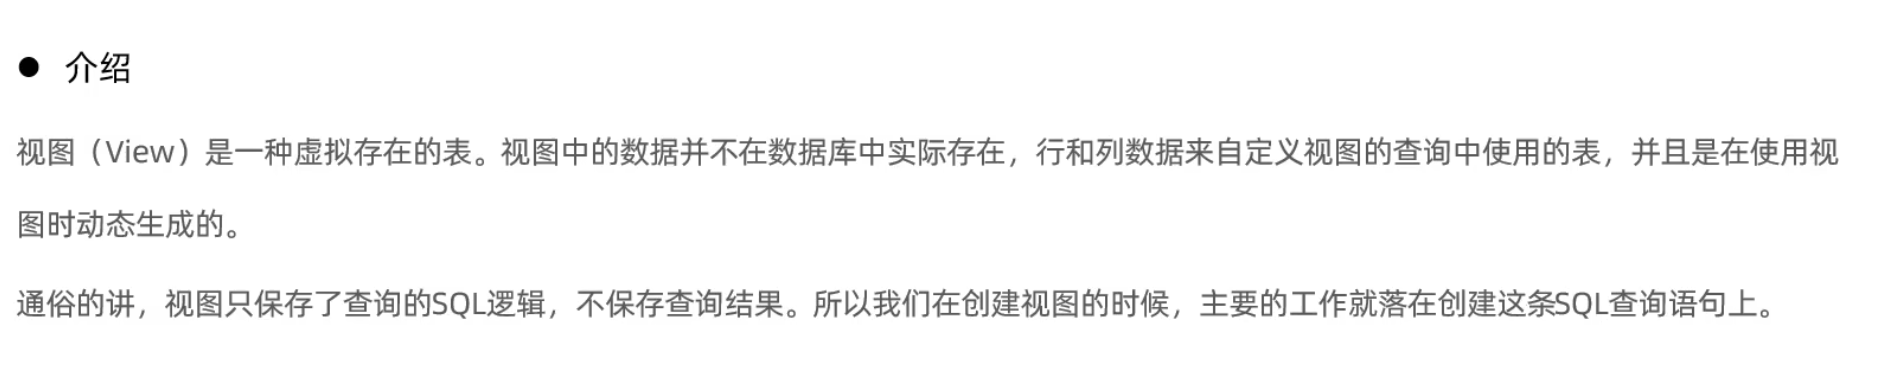 ● 介绍
视图（View）是一种虚拟存在的表。视图中的数据并不在数据库中实际存在，行和列数据来自定义视图的查询中使用的表，并且是在使用视
图时动态生成的。
通俗的讲，视图只保存了查询的SQL逻辑，不保存查询结果。所以我们在创建视图的时候，主要的工作就落在创建这条SQL查询语句上。